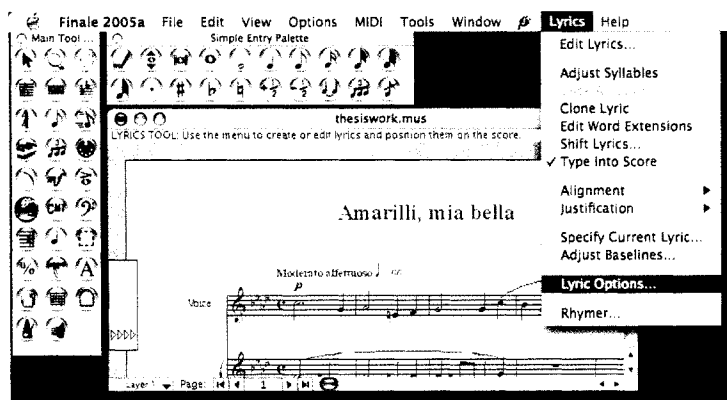 Finale 2005a File Edit View Options MIDI Tools Window Lyrics Help
Main Tool ...
Simple Entry Palette
Edit Lyrics...
Adjust Syllables
Clone Lyric
Edit Word Extensions
Shift Lyrics...
✓ Type Into Score
Alignment
Justification
Specify Current Lyric...
Adjust Baselines...
Lyric Options...
Rhymer...
thesiswork.mus
LYRICS TOOL: Use the menu to create or edit lyrics and position them on the score.
Amarilli, mia bella
Moderato affettuoso
p
Voice
Layer 1 Page: 1